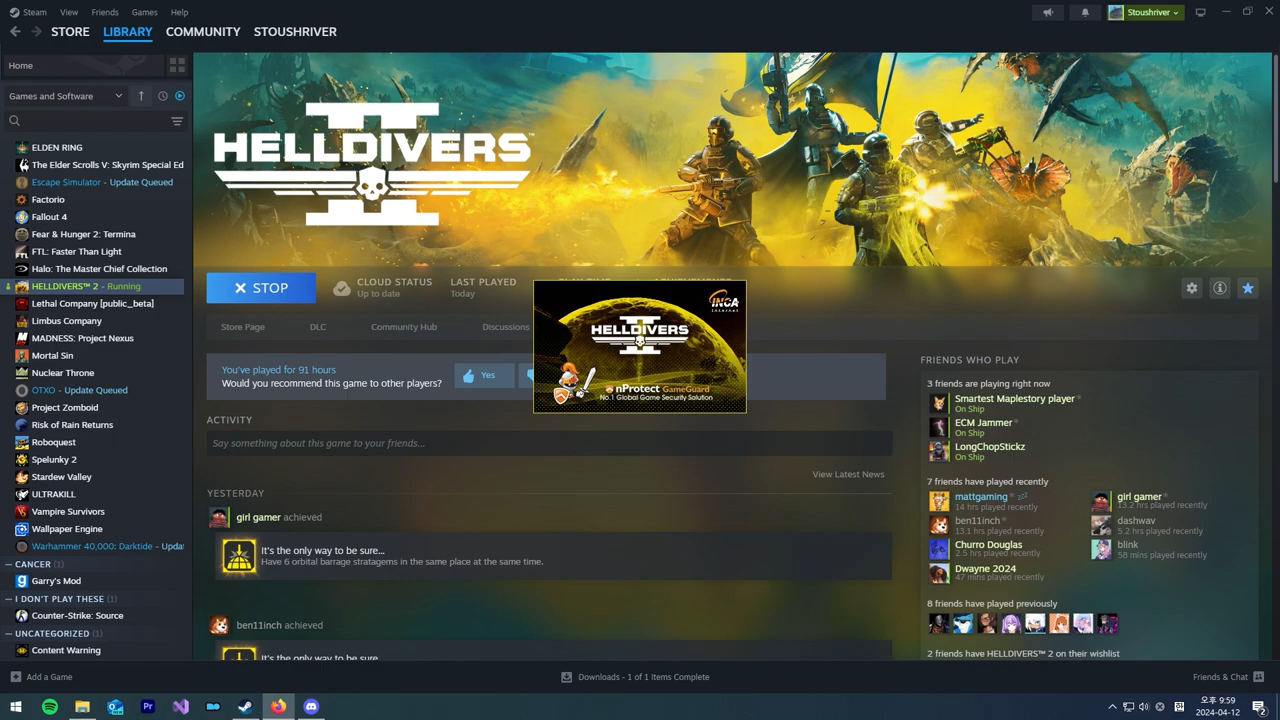 Steam View Friends Games Help
Stoushriver
STORE LIBRARY COMMUNITY STOUSHRIVER
Home
Games and Software
ELDEN RING
The Elder Scrolls V: Skyrim Special Ed
Escape Simulator - Update Queued
Factorio
Fallout 4
Fear & Hunger 2: Termina
FTL: Faster Than Light
Halo: The Master Chief Collection
HELLDIVERS™ 2 - Running
Lethal Company [public_beta]
Limbus Company
MADNESS: Project Nexus
Mortal Sin
Nuclear Throne
OTXO - Update Queued
Project Zomboid
Risk of Rain Returns
Roboquest
Spelunky 2
Stardew Valley
ULTRAKILL
Vampire Survivors
Wallpaper Engine
Warhammer 40,000: Darktide - Updat
— CANCER (1)
Garry's Mod
— I DON'T PLAY THESE (1)
Counter-Strike: Source
— UNCATEGORIZED (1)
Content Warning
HELLDIVERS™
II
STOP
CLOUD STATUS
Up to date
LAST PLAYED
Today
Store Page DLC Community Hub Discussions
INCA
Internet
HELLDIVERS
II
nProtect GameGuard
No.1 Global Game Security Solution
You've played for 91 hours
Would you recommend this game to other players?
Yes
ACTIVITY
Say something about this game to your friends...
View Latest News
YESTERDAY
girl gamer achieved
It's the only way to be sure...
Have 6 orbital barrage stratagems in the same place at the same time.
ben11inch achieved
It's the only way to be sure
FRIENDS WHO PLAY
3 friends are playing right now
Smartest Maplestory player*
On Ship
ECM Jammer*
On Ship
LongChopStickz
On Ship
7 friends have played recently
mattgaming* zzz
14 hrs played recently
girl gamer*
13.2 hrs played recently
ben11inch*
13.1 hrs played recently
dashwav
5.2 hrs played recently
Churro Douglas
2.5 hrs played recently
blink
58 mins played recently
Dwayne 2024
47 mins played recently
8 friends have played previously
2 friends have HELLDIVERS™ 2 on their wishlist
Add a Game
Downloads - 1 of 1 Items Complete
Friends & Chat
Pr
오후 9:59
2024-04-12
2